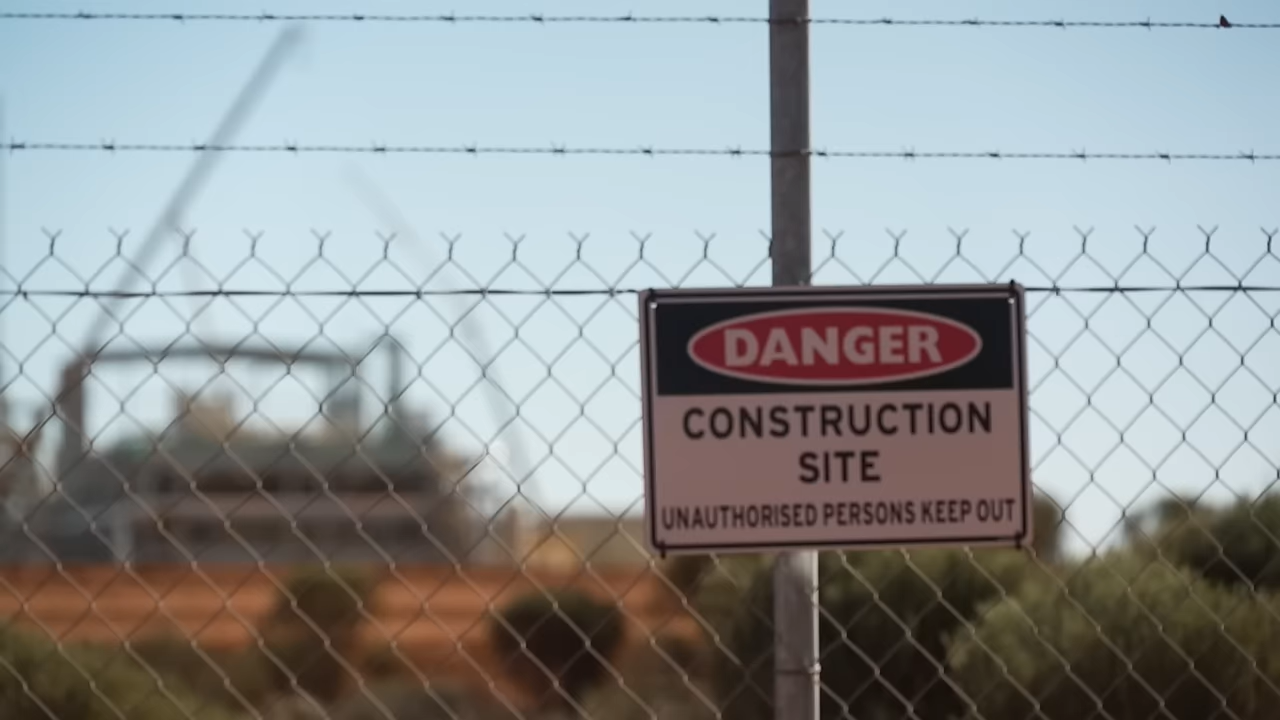 DANGER
CONSTRUCTION
SITE
UNAUTHORISED PERSONS KEEP OUT